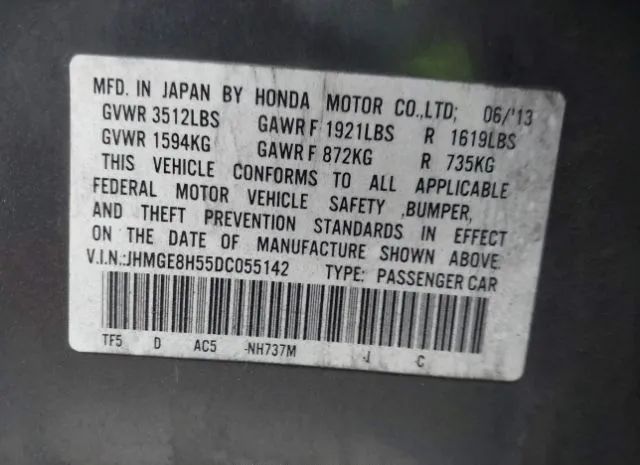 MFD. IN JAPAN BY HONDA MOTOR CO.,LTD; 06/'13
GVWR 3512LBS GAWR F 1921LBS R 1619LBS
GVWR 1594KG GAWR F 872KG R 735KG
THIS VEHICLE CONFORMS TO ALL APPLICABLE
FEDERAL MOTOR VEHICLE SAFETY ,BUMPER,
AND THEFT PREVENTION STANDARDS IN EFFECT
ON THE DATE OF MANUFACTURE SHOWN ABOVE.
V.I.N.:JHMGE8H55DC055142 TYPE: PASSENGER CAR
TF5 D AC5 -NH737M -J -C